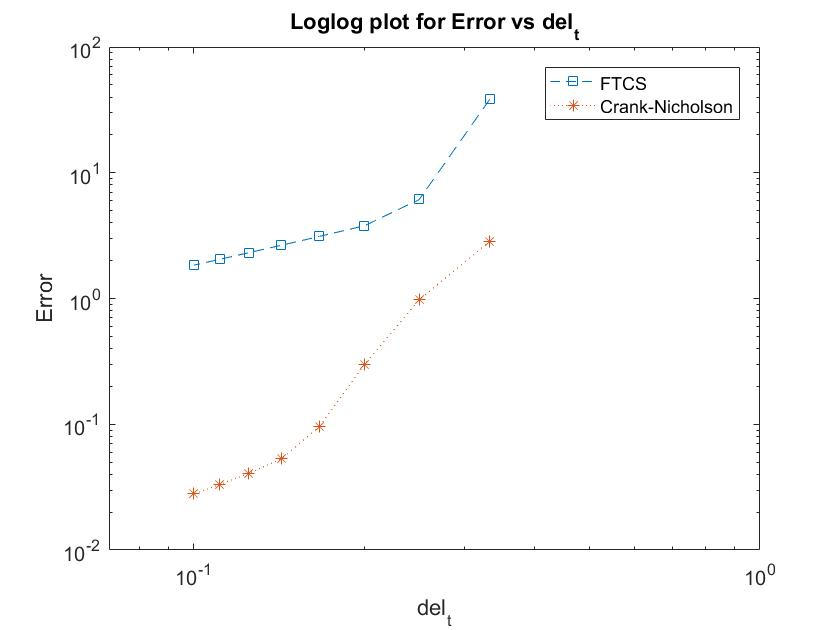 Loglog plot for Error vs del_t
10^2
10^1
10^0
10^-1
10^-2
Error
FTCS
Crank-Nicholson
10^-1
10^0
del_t